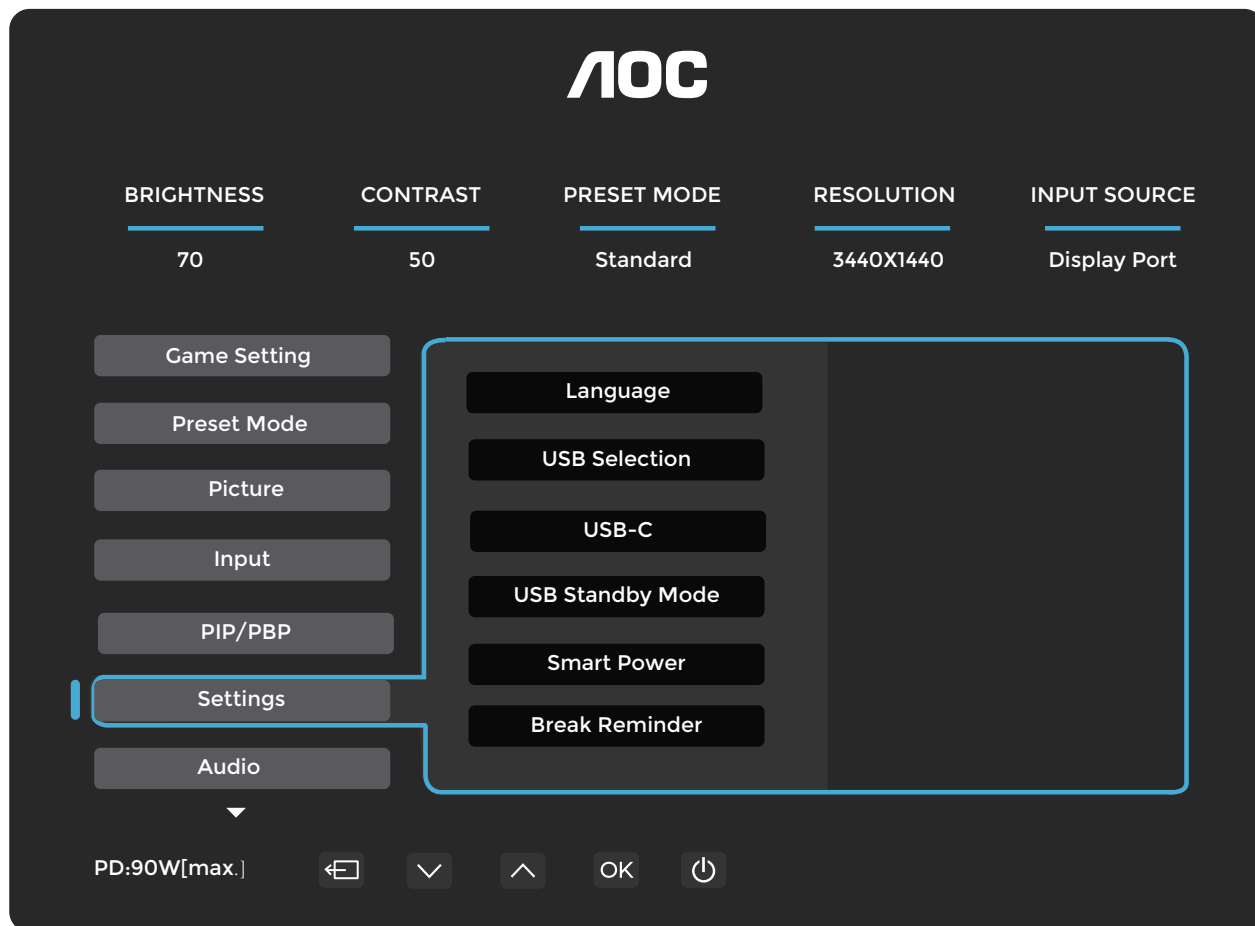 AOC
BRIGHTNESS CONTRAST PRESET MODE RESOLUTION INPUT SOURCE
70 50 Standard 3440X1440 Display Port
Game Setting
Preset Mode
Picture
Input
PIP/PBP
Settings
Audio
Language
USB Selection
USB-C
USB Standby Mode
Smart Power
Break Reminder
PD:90W[max.]
OK